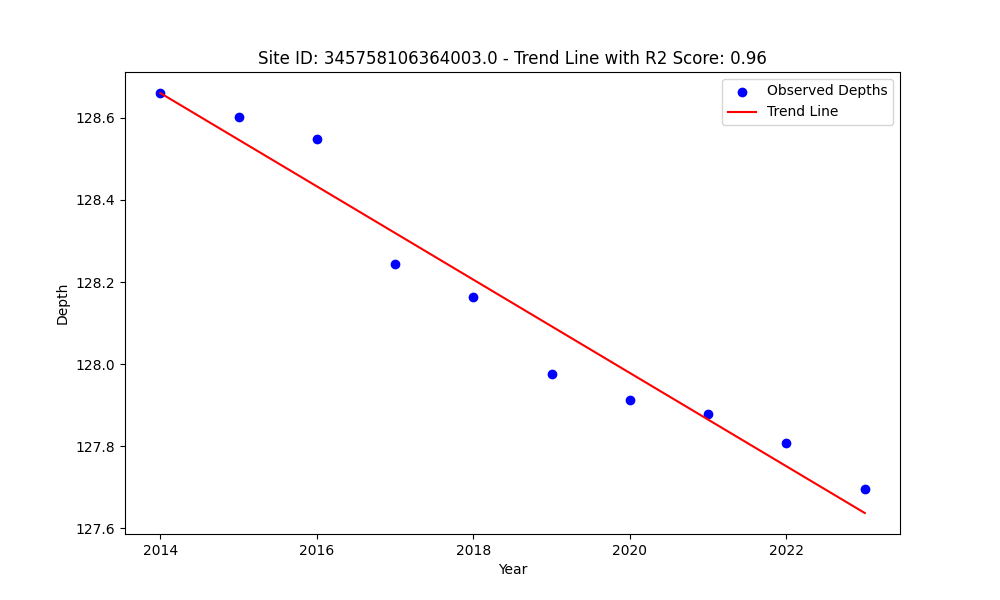 Site ID: 345758106364003.0 - Trend Line with R2 Score: 0.96
Observed Depths
Trend Line
128.6
128.4
128.2
128.0
127.8
127.6
Depth
2014
2016
2018
2020
2022
Year